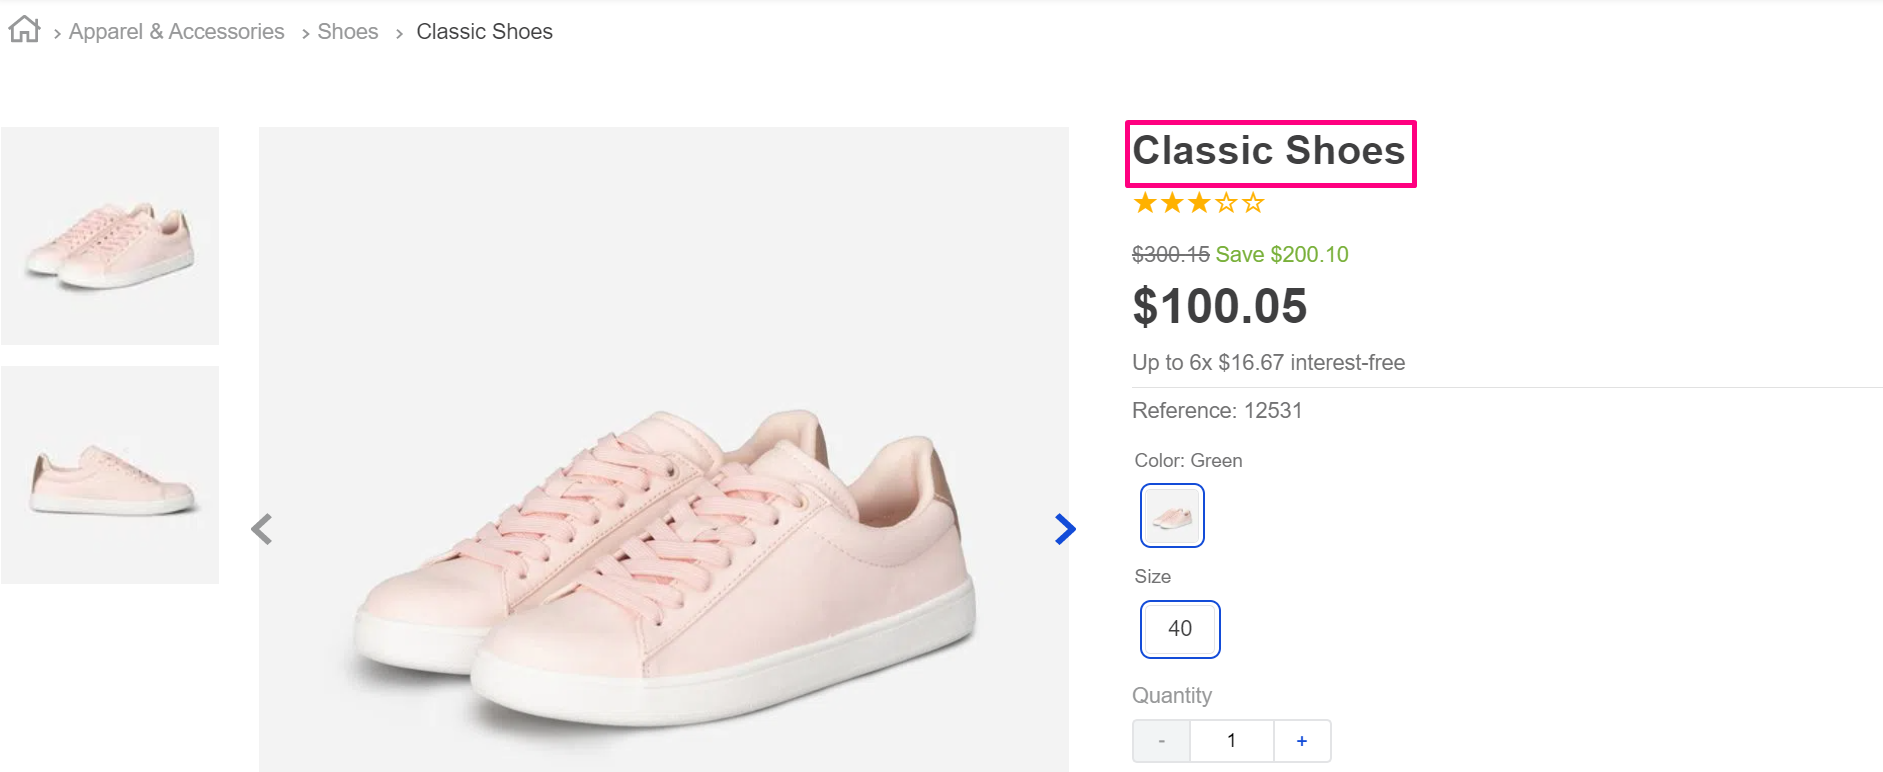 Apparel & Accessories Shoes Classic Shoes
Classic Shoes
$300.15 Save $200.10
$100.05
Up to 6x $16.67 interest-free
Reference: 12531
Color: Green
Size
40
Quantity
- 1 +